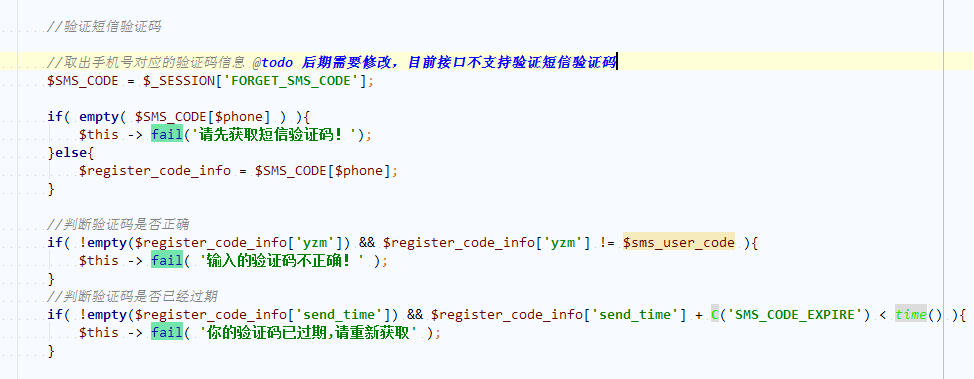 //验证短信验证码
//取出手机号对应的验证码信息 @todo 后期需要修改，目前接口不支持验证短信验证码
$SMS_CODE = $_SESSION['FORGET_SMS_CODE'];
if( empty( $SMS_CODE[$phone] ) ){
$this -> fail('请先获取短信验证码！');
}else{
$register_code_info = $SMS_CODE[$phone];
}
//判断验证码是否正确
if( !empty($register_code_info['yzm']) && $register_code_info['yzm'] != $sms_user_code ){
$this -> fail( '输入的验证码不正确！' );
}
//判断验证码是否已经过期
if( !empty($register_code_info['send_time']) && $register_code_info['send_time'] + C('SMS_CODE_EXPIRE') < time() ){
$this -> fail( '你的验证码已过期,请重新获取' );
}